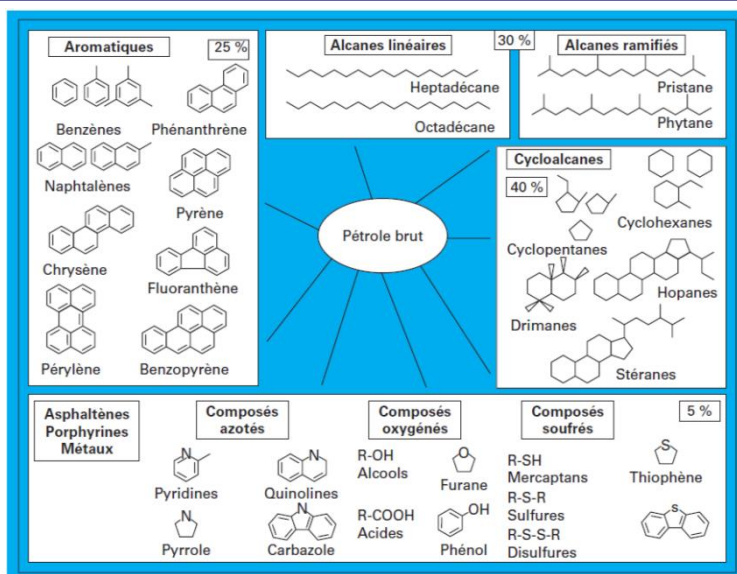 Aromatiques
25 %
Benzènes
Phénanthrène
Naphtalènes
Pyrène
Chrysène
Fluoranthène
Pérylène
Benzopyrène
Alcanes linéaires
30 %
Alcanes ramifiés
Heptadécane
Octadécane
Pristane
Phytane
Pétrole brut
Cycloalcanes
40 %
Cyclohexanes
Cyclopentanes
Hopanes
Drimanes
Stéranes
Asphaltènes
Porphyrines
Métaux
Composés
azotés
N
Pyridines
N
Quinolines
N
Pyrrole
N
Carbazole
Composés
oxygénés
R-OH
Alcools
O
Furane
R-COOH
Acides
OH
Phénol
Composés
soufrés
5 %
R-SH
Mercaptans
R-S-R
Sulfures
R-S-S-R
Disulfures
S
Thiophène
S